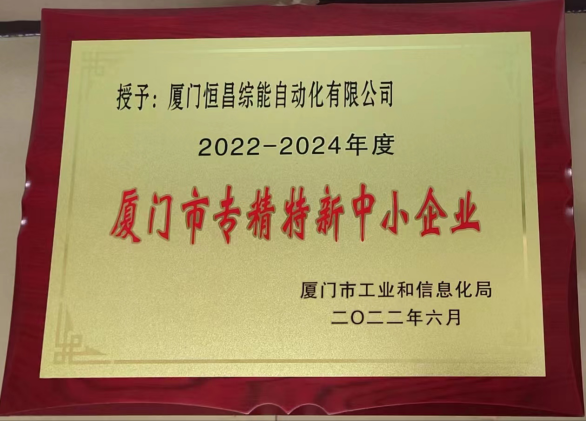 授予：厦门恒昌综能自动化有限公司
2022-2024年度
厦门市专精特新中小企业
厦门市工业和信息化局
二〇二二年六月